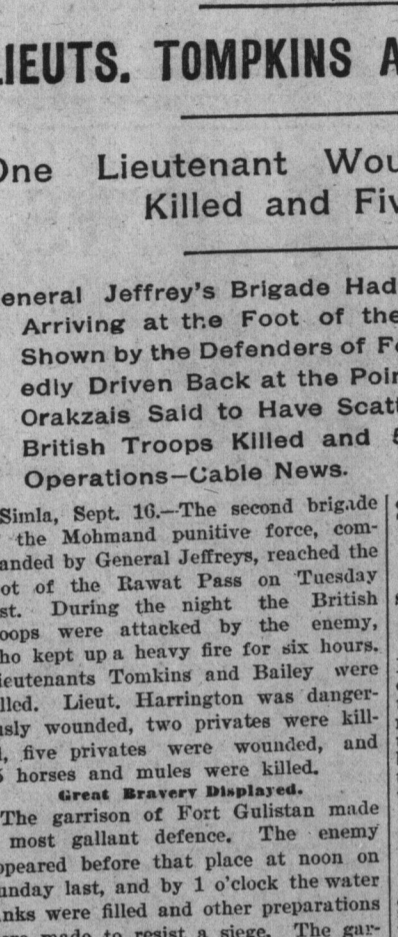 LIEUTS. TOMPKINS A
One Lieutenant Wou
Killed and Fiv
eneral Jeffrey's Brigade Had
Arriving at the Foot of the
Shown by the Defenders of Fo
edly Driven Back at the Poin
Orakzais Said to Have Scatt
British Troops Killed and 5
Operations—Cable News.
Simla, Sept. 16.—The second brigade
the Mohmand punitive force, com-
anded by General Jeffreys, reached the
ot of the Rawat Pass on Tuesday
st. During the night the British
oops were attacked by the enemy,
ho kept up a heavy fire for six hours.
ieutenants Tomkins and Bailey were
lled. Lieut. Harrington was danger-
usly wounded, two privates were kill-
d, five privates were wounded, and
5 horses and mules were killed.
Great Bravery Displayed.
The garrison of Fort Gulistan made
most gallant defence. The enemy
ppeared before that place at noon on
unday last, and by 1 o'clock the water
anks were filled and other preparations
ere made to resist a siege. The gar-